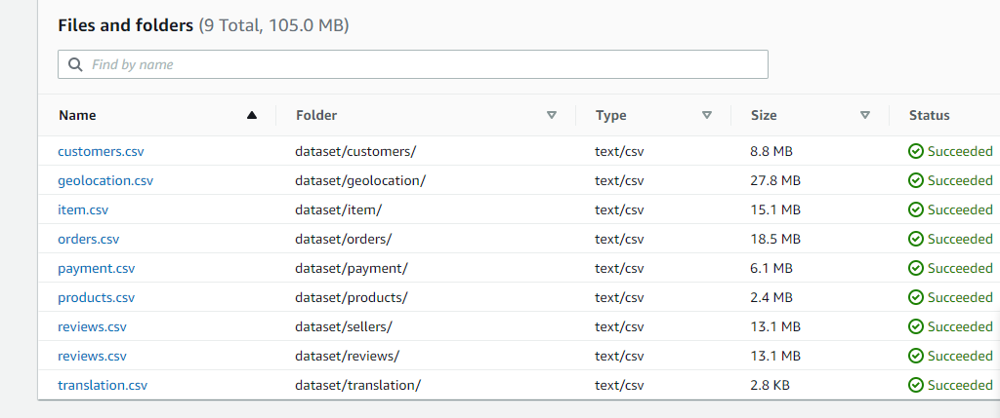 Files and folders (9 Total, 105.0 MB)
Find by name
Name Folder Type Size Status
customers.csv dataset/customers/ text/csv 8.8 MB Succeeded
geolocation.csv dataset/geolocation/ text/csv 27.8 MB Succeeded
item.csv dataset/item/ text/csv 15.1 MB Succeeded
orders.csv dataset/orders/ text/csv 18.5 MB Succeeded
payment.csv dataset/payment/ text/csv 6.1 MB Succeeded
products.csv dataset/products/ text/csv 2.4 MB Succeeded
reviews.csv dataset/sellers/ text/csv 13.1 MB Succeeded
reviews.csv dataset/reviews/ text/csv 13.1 MB Succeeded
translation.csv dataset/translation/ text/csv 2.8 KB Succeeded